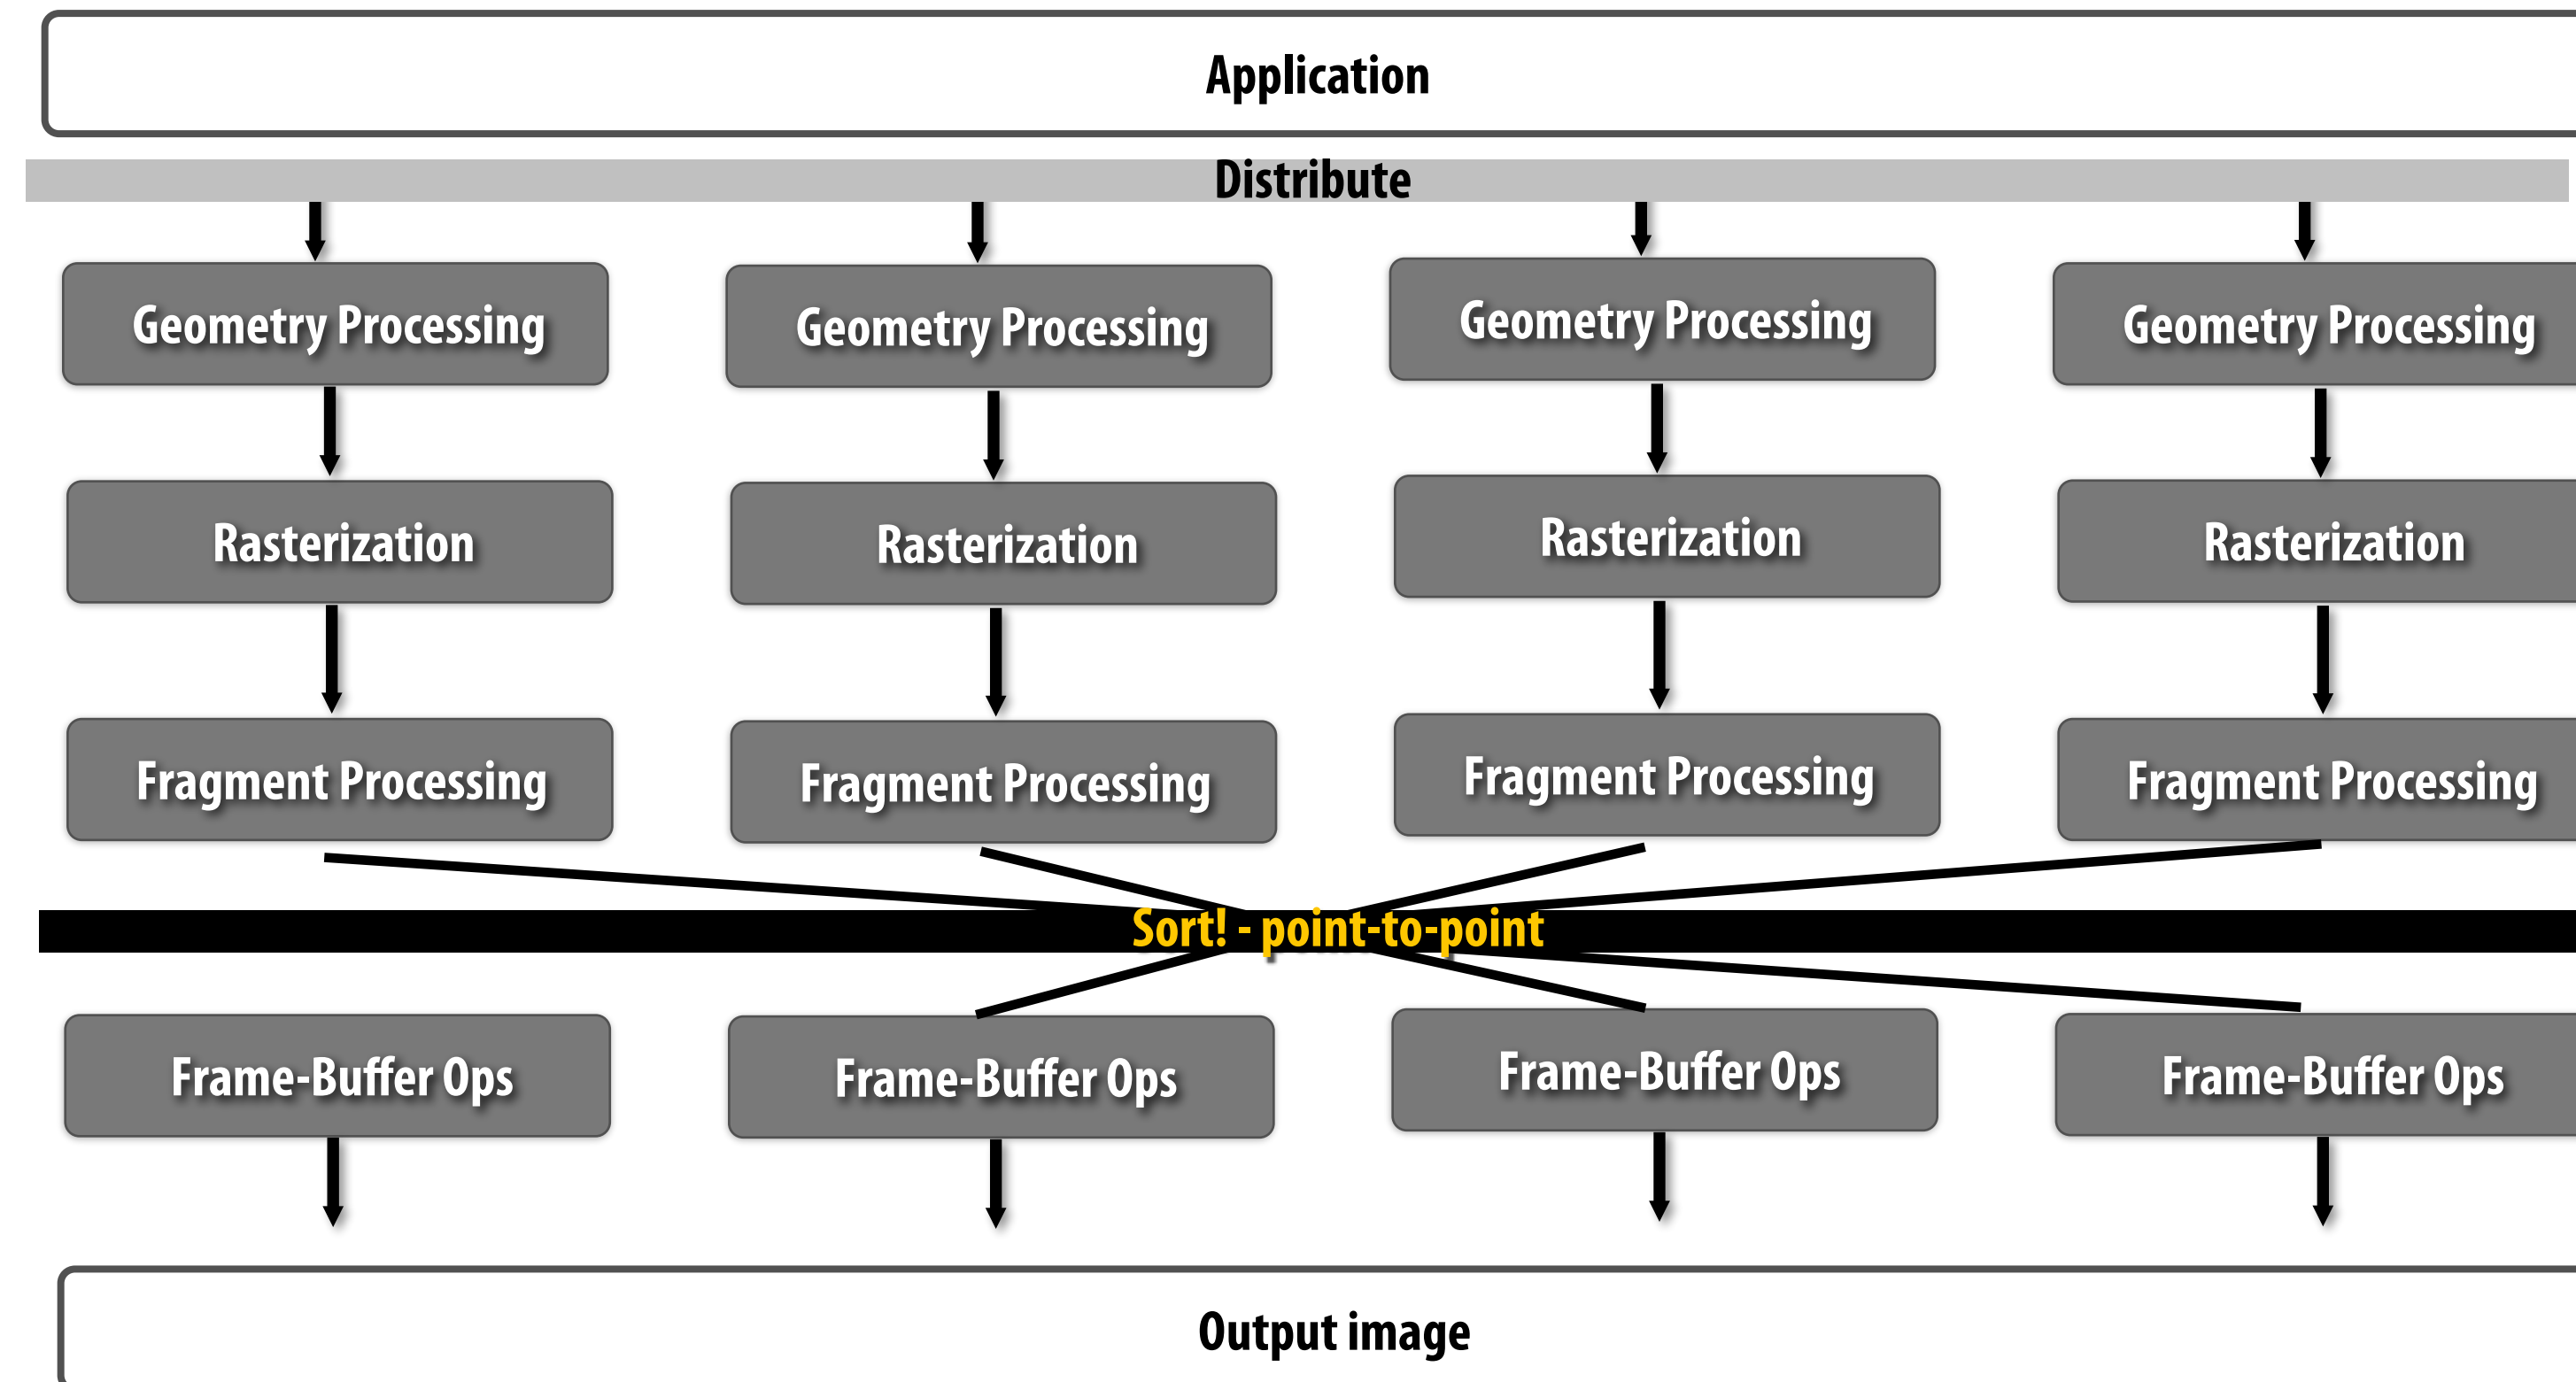 Application
Distribute
Geometry Processing
Geometry Processing
Geometry Processing
Geometry Processing
Rasterization
Rasterization
Rasterization
Rasterization
Fragment Processing
Fragment Processing
Fragment Processing
Fragment Processing
Sort! - point-to-point
Frame-Buffer Ops
Frame-Buffer Ops
Frame-Buffer Ops
Frame-Buffer Ops
Output image